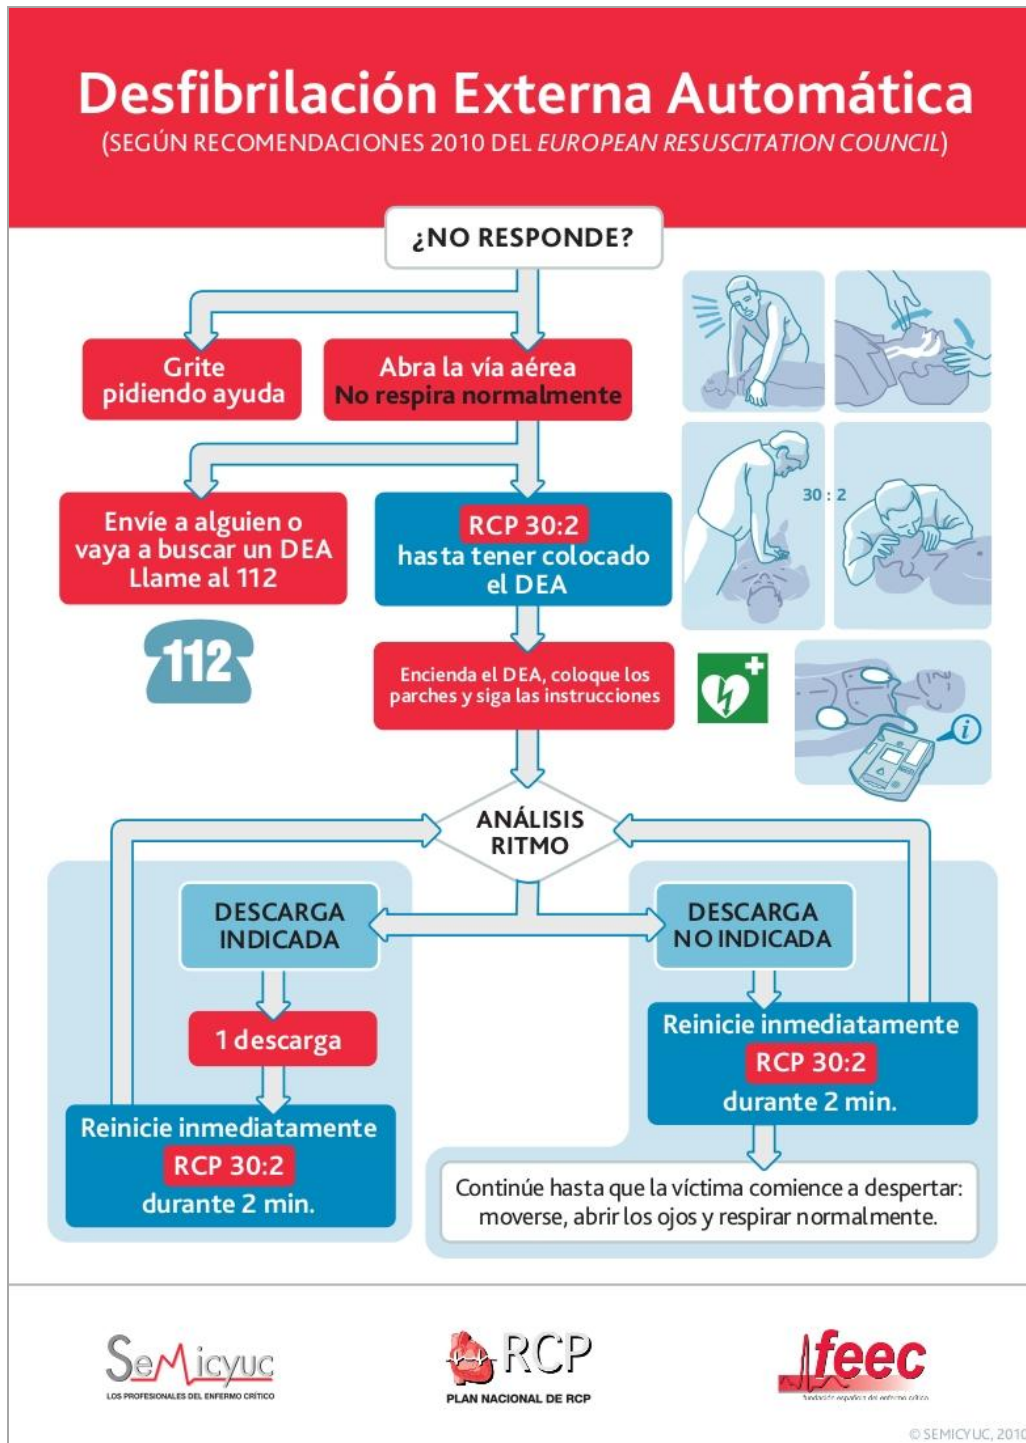 Desfibrilación Externa Automática
(SEGÚN RECOMENDACIONES 2010 DEL EUROPEAN RESUSCITATION COUNCIL)
¿NO RESPONDE?
Grite
pidiendo ayuda
Abra la vía aérea
No respira normalmente
Envíe a alguien o
vaya a buscar un DEA
Llame al 112
RCP 30:2
hasta tener colocado
el DEA
30 : 2
112
Encienda el DEA, coloque los
parches y siga las instrucciones
i
ANÁLISIS
RITMO
DESCARGA
INDICADA
DESCARGA
NO INDICADA
1 descarga
Reinicie inmediatamente
RCP 30:2
durante 2 min.
Reinicie inmediatamente
RCP 30:2
durante 2 min.
Continúe hasta que la víctima comience a despertar:
moverse, abrir los ojos y respirar normalmente.
SeMicyuc
LOS PROFESIONALES DEL ENFERMO CRÍTICO
RCP
PLAN NACIONAL DE RCP
feec
fundación española del enfermo crítico
© SEMICYUC, 2010